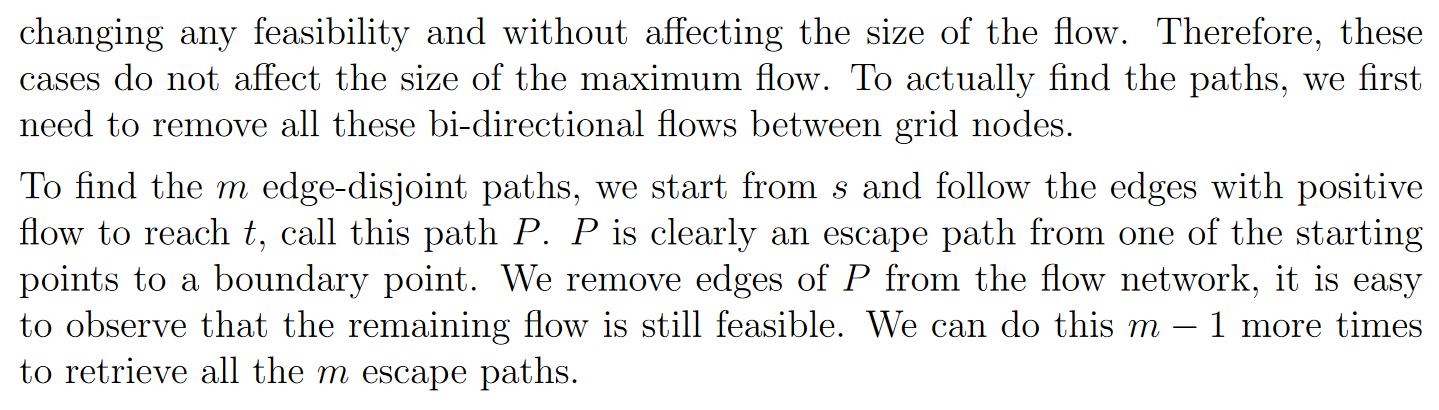 changing any feasibility and without affecting the size of the flow. Therefore, these
cases do not affect the size of the maximum flow. To actually find the paths, we first
need to remove all these bi-directional flows between grid nodes.
To find the m edge-disjoint paths, we start from s and follow the edges with positive
flow to reach t, call this path P. P is clearly an escape path from one of the starting
points to a boundary point. We remove edges of P from the flow network, it is easy
to observe that the remaining flow is still feasible. We can do this m − 1 more times
to retrieve all the m escape paths.